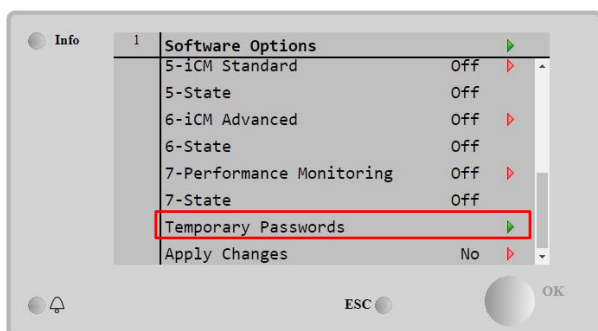 Info
1 Software Options
5-iCM Standard Off
5-State Off
6-iCM Advanced Off
6-State Off
7-Performance Monitoring Off
7-State Off
Temporary Passwords
Apply Changes No
ESC
OK